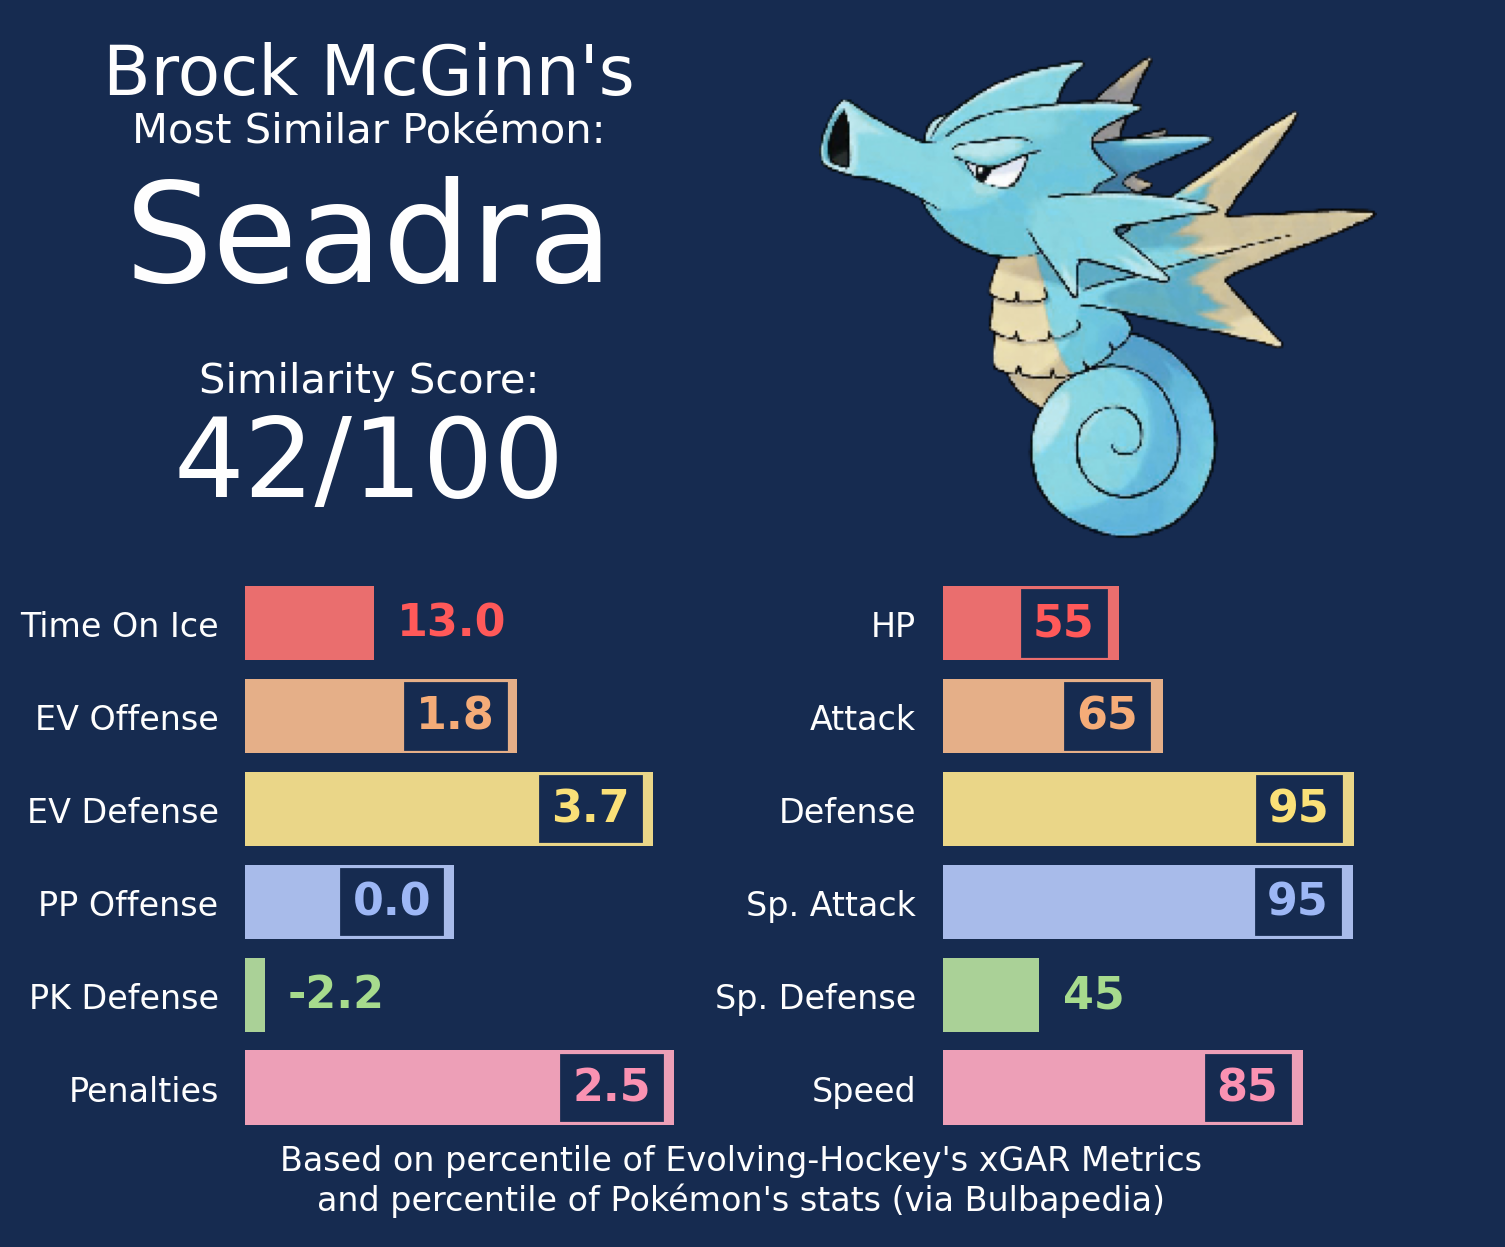 Brock McGinn's
Most Similar Pokémon:
Seadra
Similarity Score:
42/100
Time On Ice 13.0
EV Offense 1.8
EV Defense 3.7
PP Offense 0.0
PK Defense -2.2
Penalties 2.5
HP 55
Attack 65
Defense 95
Sp. Attack 95
Sp. Defense 45
Speed 85
Based on percentile of Evolving-Hockey's xGAR Metrics
and percentile of Pokémon's stats (via Bulbapedia)